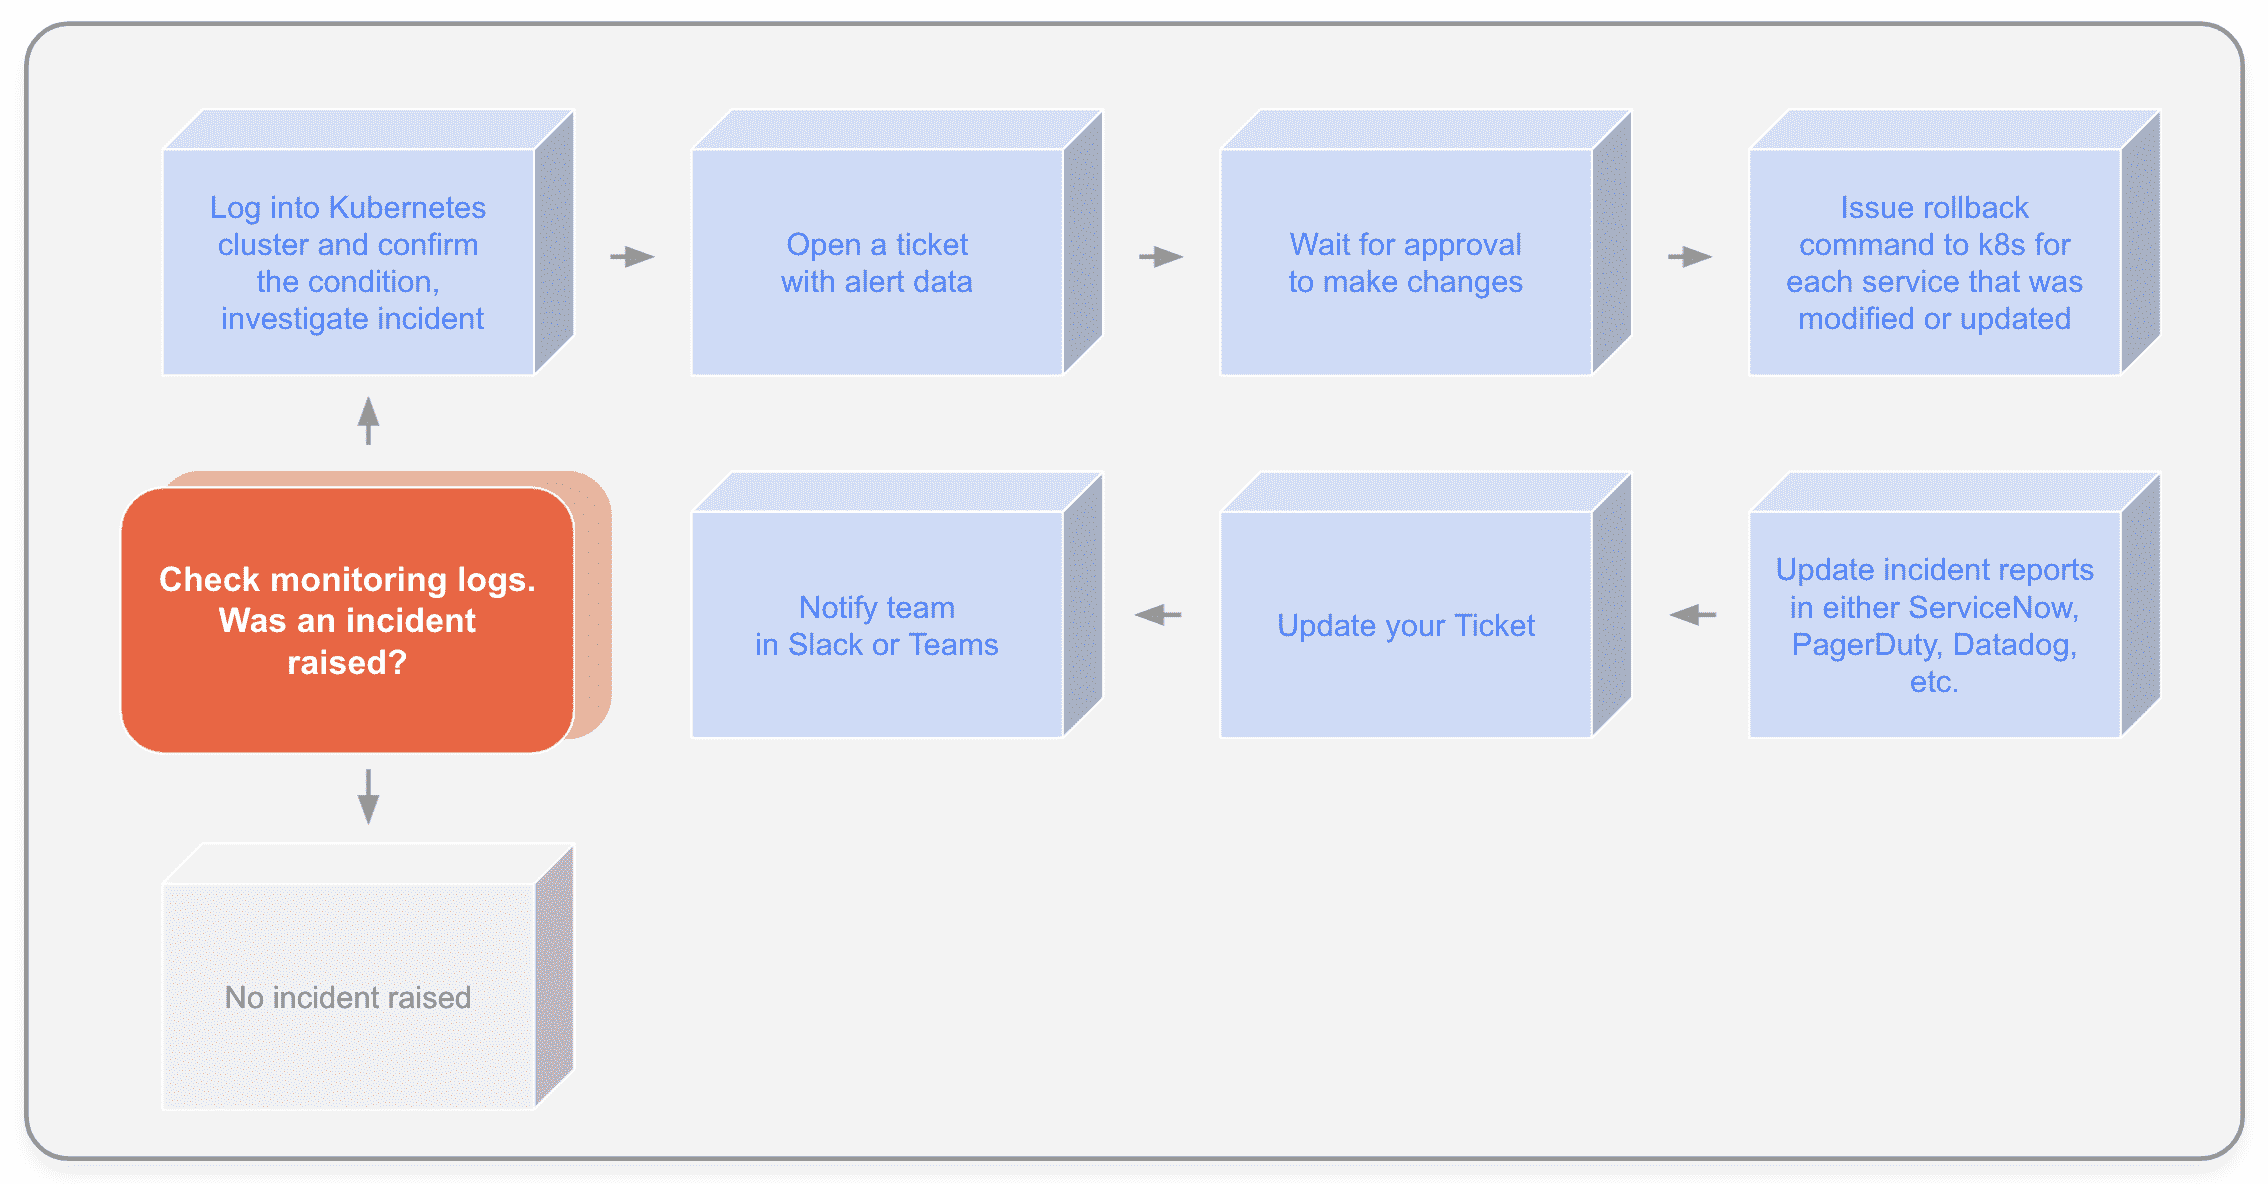 Log into Kubernetes
cluster and confirm
the condition,
investigate incident
Open a ticket
with alert data
Wait for approval
to make changes
Issue rollback
command to k8s for
each service that was
modified or updated
Check monitoring logs.
Was an incident
raised?
Notify team
in Slack or Teams
Update your Ticket
Update incident reports
in either ServiceNow,
PagerDuty, Datadog,
etc.
No incident raised